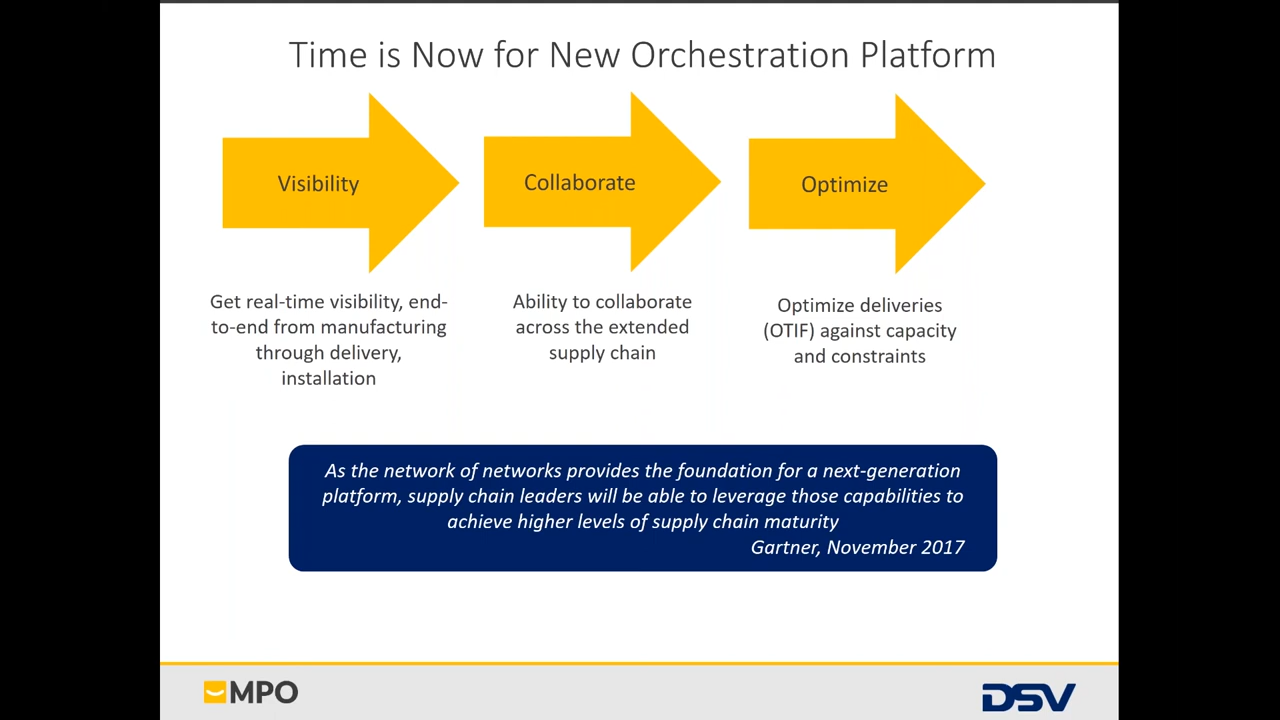 Time is Now for New Orchestration Platform
Visibility
Collaborate
Optimize
Get real-time visibility, end-
to-end from manufacturing
through delivery,
installation
Ability to collaborate
across the extended
supply chain
Optimize deliveries
(OTIF) against capacity
and constraints
As the network of networks provides the foundation for a next-generation
platform, supply chain leaders will be able to leverage those capabilities to
achieve higher levels of supply chain maturity
Gartner, November 2017
MPO
DSV